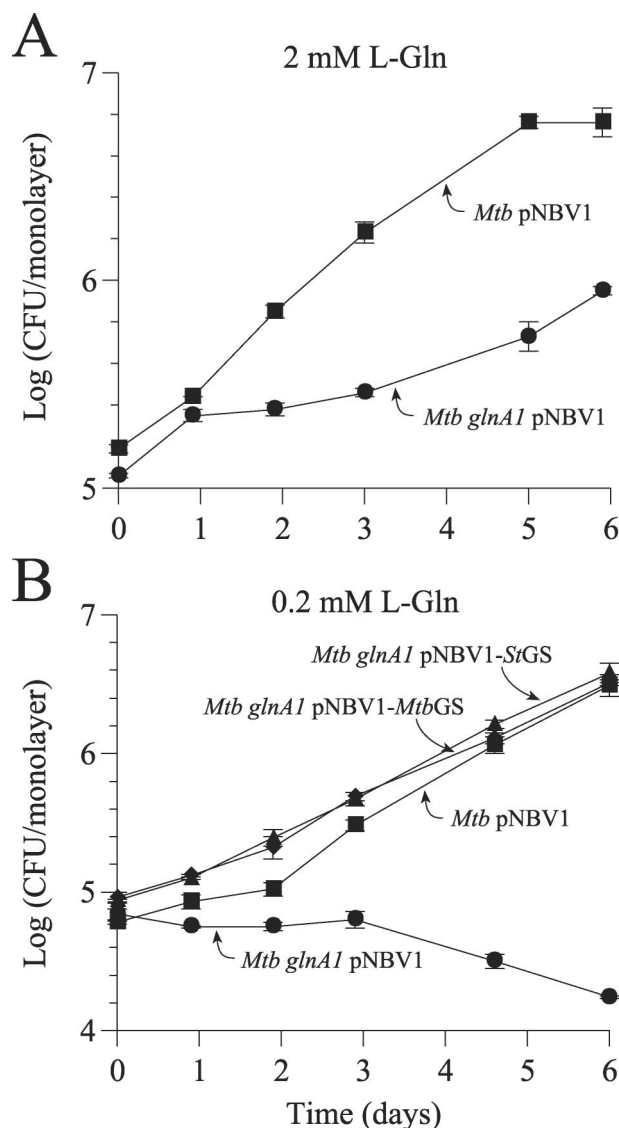 A
2 mM L-Gln
7
6
5
Log (CFU/monolayer)
Mtb pNBV1
Mtb glnA1 pNBV1
0 1 2 3 4 5 6
B
0.2 mM L-Gln
7
6
5
4
Log (CFU/monolayer)
Mtb glnA1 pNBV1-StGS
Mtb glnA1 pNBV1-MtbGS
Mtb pNBV1
Mtb glnA1 pNBV1
0 1 2 3 4 5 6
Time (days)